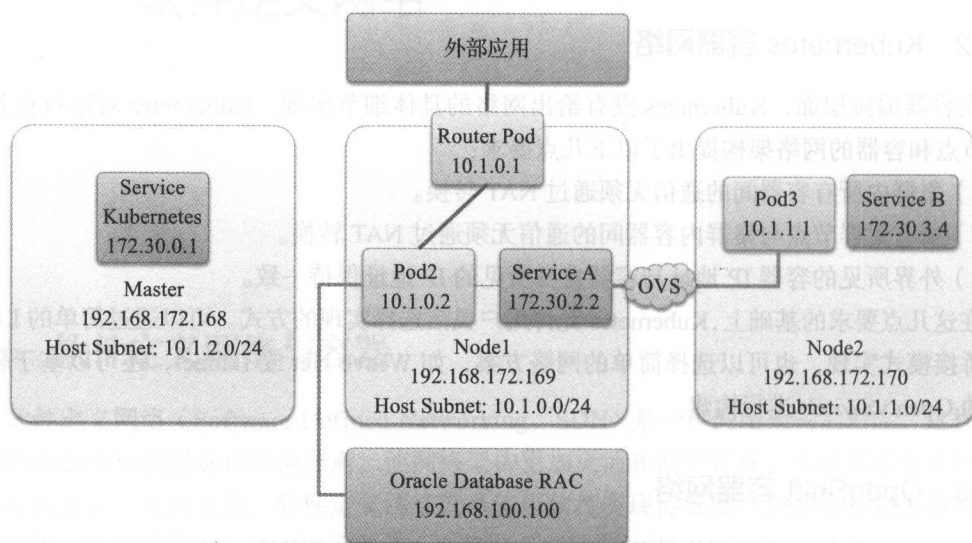 外部应用
Router Pod
10.1.0.1
Service
Kubernetes
172.30.0.1
Master
192.168.172.168
Host Subnet: 10.1.2.0/24
Pod2
10.1.0.2
Service A
172.30.2.2
Node1
192.168.172.169
Host Subnet: 10.1.0.0/24
OVS
Pod3
10.1.1.1
Service B
172.30.3.4
Node2
192.168.172.170
Host Subnet: 10.1.1.0/24
Oracle Database RAC
192.168.100.100